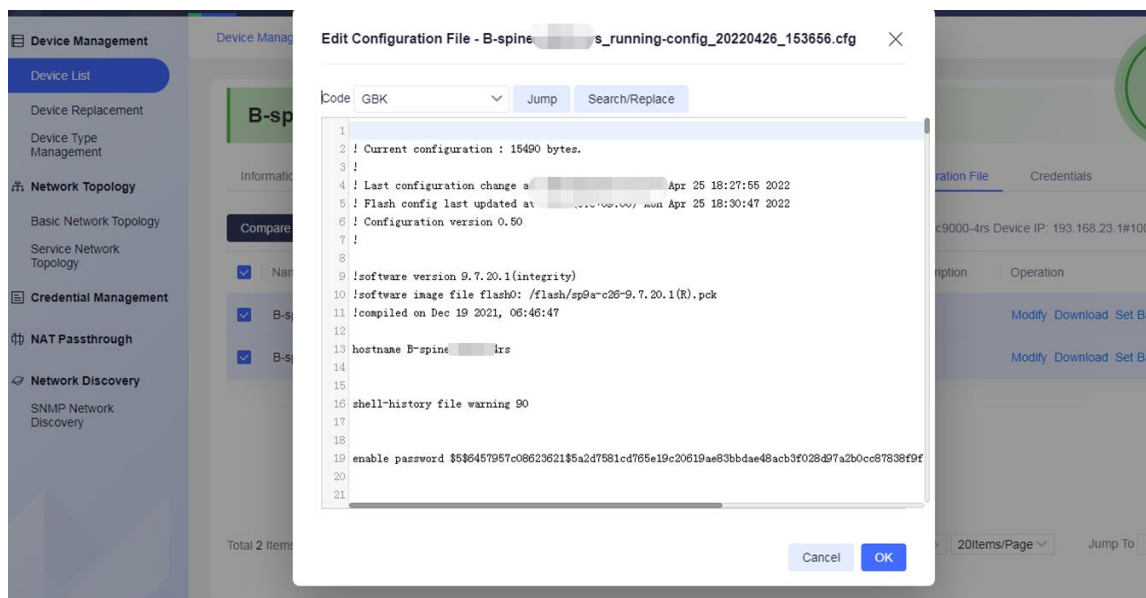 Device Management
Device List
Device Replacement
Device Type
Management
Network Topology
Basic Network Topology
Service Network
Topology
Credential Management
NAT Passthrough
Network Discovery
SNMP Network
Discovery
Device Manag
B-sp
Informatio
ration File
Credentials
Compare
c9000-4rs Device IP: 193.168.23.1#100
Nan
ription
Operation
B-s
Modify Download Set B
B-s
Modify Download Set B
Total 2 Items
20Items/Page
Jump To
Edit Configuration File - B-spine s_running-config_20220426_153656.cfg
Code GBK Jump Search/Replace
1
2 ! Current configuration : 15490 bytes.
3 !
4 ! Last configuration change a Apr 25 18:27:55 2022
5 ! Flash config last updated at Mon Apr 25 18:30:47 2022
6 ! Configuration version 0.50
7 !
8
9 !software version 9.7.20.1(integrity)
10 !software image file flash0: /flash/sp9a-c26-9.7.20.1(R).pck
11 !compiled on Dec 19 2021, 06:46:47
12
13 hostname B-spine 4rs
14
15
16 shell-history file warning 90
17
18
19 enable password $5$6457957c08623621$5a2d7581cd765e19c20619ae83bbdae48acb3f028d97a2b0cc87838f9f
20
21
Cancel OK